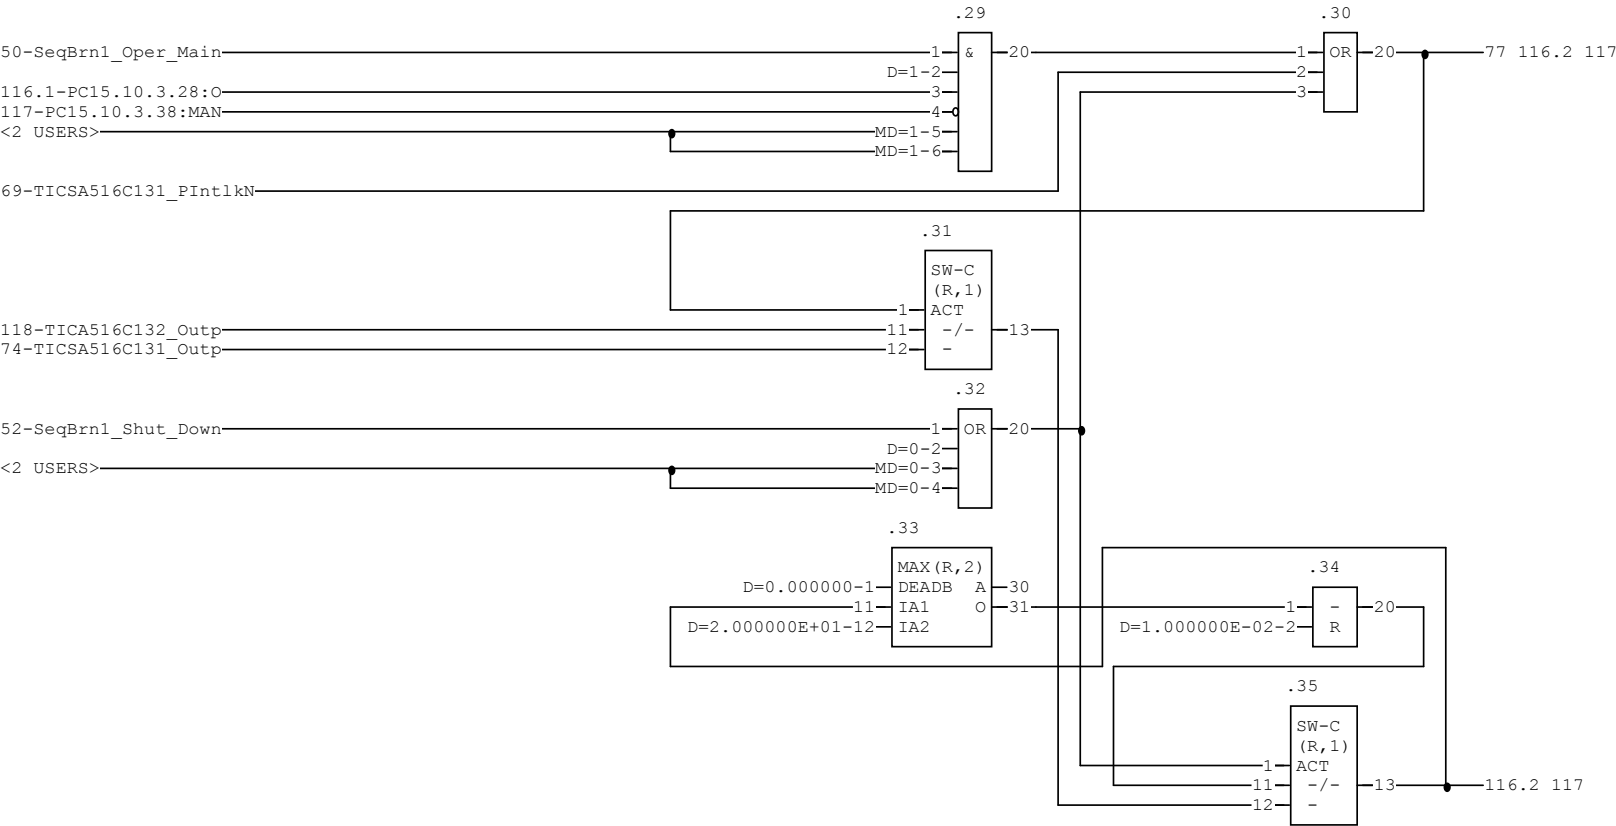 .29 .30
50-SeqBrn1_Oper_Main 1 & 20 1 OR 20 77 116.2 117
D=1-2 2
116.1-PC15.10.3.28:O 3 3
117-PC15.10.3.38:MAN 4
<2 USERS> MD=1-5
MD=1-6
69-TICSA516C131_PIntlkN
.31
SW-C
(R,1)
1 ACT
118-TICA516C132_Outp 11 -/- 13
74-TICSA516C131_Outp 12 -
.32
52-SeqBrn1_Shut_Down 1 OR 20
D=0-2
<2 USERS> MD=0-3
MD=0-4
.33
MAX(R,2) .34
D=0.000000-1 DEADB A 30
11 IA1 O 31 1 - 20
D=2.000000E+01-12 IA2 D=1.000000E-02-2 R
.35
SW-C
(R,1)
1 ACT
11 -/- 13 116.2 117
12 -